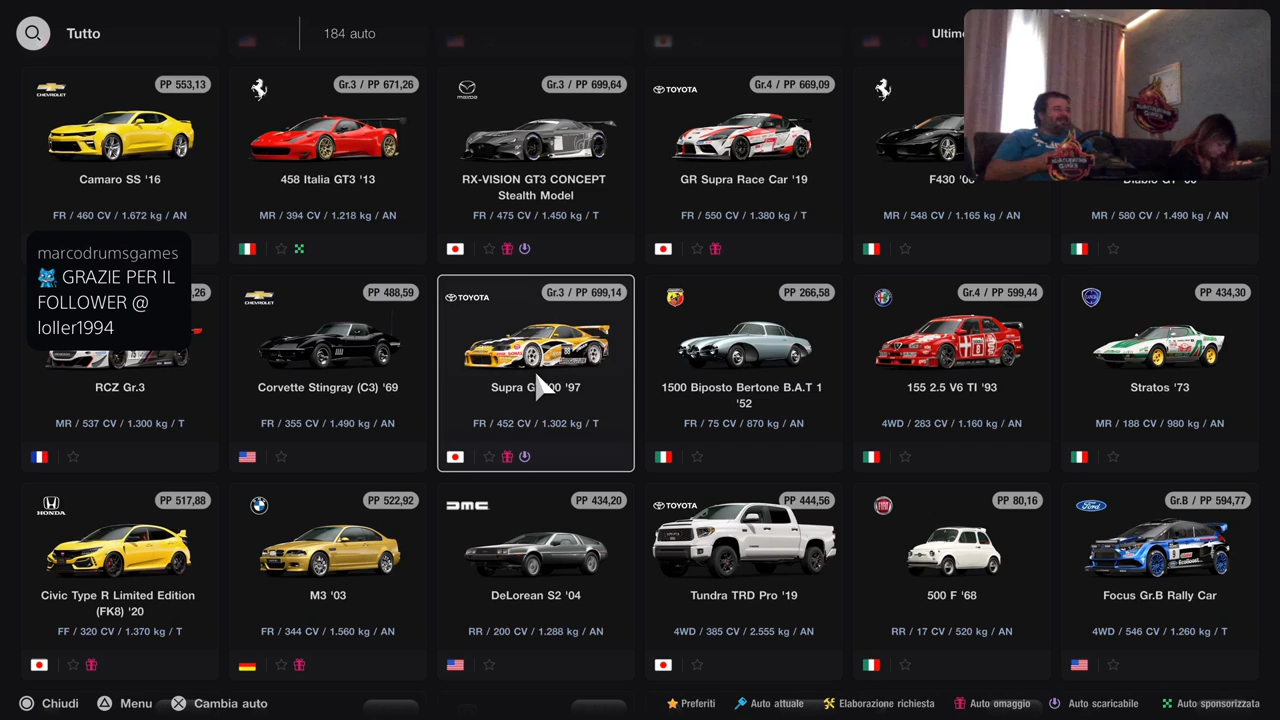 Tutto
184 auto
Ultime
CHEVROLET
PP 553,13
Camaro SS '16
FR / 460 CV / 1.672 kg / AN
Gr.3 / PP 671,26
458 Italia GT3 '13
MR / 394 CV / 1.218 kg / AN
mazda
Gr.3 / PP 699,64
RX-VISION GT3 CONCEPT
Stealth Model
FR / 475 CV / 1.450 kg / T
TOYOTA
Gr.4 / PP 669,09
GR Supra Race Car '19
FR / 550 CV / 1.380 kg / T
F430 '06
MR / 548 CV / 1.165 kg / AN
MR / 580 CV / 1.490 kg / AN
marcodrumsgames
GRAZIE PER IL
FOLLOWER @
loller1994
,26
RCZ Gr.3
MR / 537 CV / 1.300 kg / T
CHEVROLET
PP 488,59
Corvette Stingray (C3) '69
FR / 355 CV / 1.490 kg / AN
TOYOTA
Gr.3 / PP 699,14
Supra G 00 '97
FR / 452 CV / 1.302 kg / T
PP 266,58
1500 Biposto Bertone B.A.T 1
'52
FR / 75 CV / 870 kg / AN
Gr.4 / PP 599,44
155 2.5 V6 TI '93
4WD / 283 CV / 1.160 kg / AN
PP 434,30
Stratos '73
MR / 188 CV / 980 kg / AN
HONDA
PP 517,88
Civic Type R Limited Edition
(FK8) '20
FF / 320 CV / 1.370 kg / T
PP 522,92
M3 '03
FR / 344 CV / 1.560 kg / AN
DMC
PP 434,20
DeLorean S2 '04
RR / 200 CV / 1.288 kg / AN
TOYOTA
PP 444,56
Tundra TRD Pro '19
4WD / 385 CV / 2.555 kg / AN
FIAT
PP 80,16
500 F '68
RR / 17 CV / 520 kg / AN
Ford
Gr.B / PP 594,77
Focus Gr.B Rally Car
4WD / 546 CV / 1.260 kg / T
Chiudi
Menu
Cambia auto
Preferiti
Auto attuale
Elaborazione richiesta
Auto omaggio
Auto scaricabile
Auto sponsorizzata